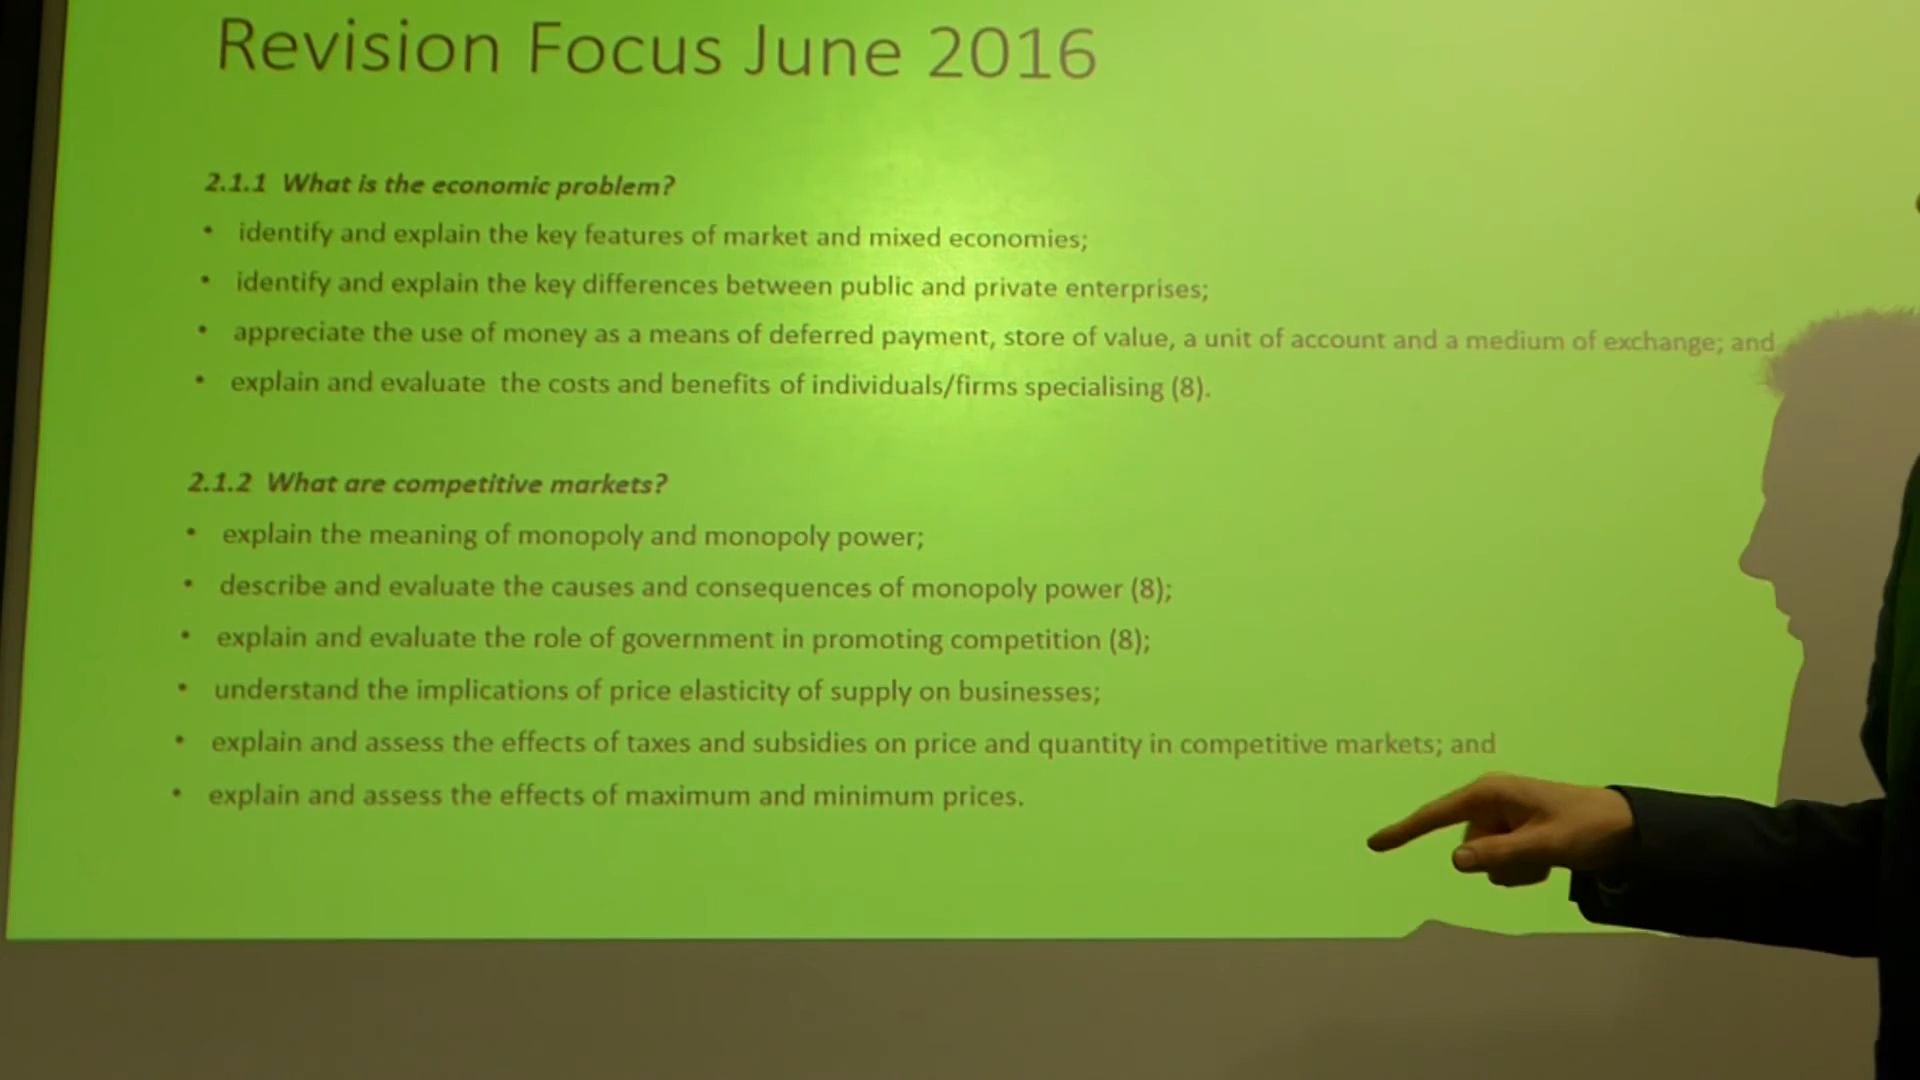 Revision Focus June 2016
2.1.1 What is the economic problem?
• identify and explain the key features of market and mixed economies;
• identify and explain the key differences between public and private enterprises;
• appreciate the use of money as a means of deferred payment, store of value, a unit of account and a medium of exchange; and
• explain and evaluate the costs and benefits of individuals/firms specialising (8).
2.1.2 What are competitive markets?
• explain the meaning of monopoly and monopoly power;
• describe and evaluate the causes and consequences of monopoly power (8);
• explain and evaluate the role of government in promoting competition (8);
• understand the implications of price elasticity of supply on businesses;
• explain and assess the effects of taxes and subsidies on price and quantity in competitive markets; and
• explain and assess the effects of maximum and minimum prices.